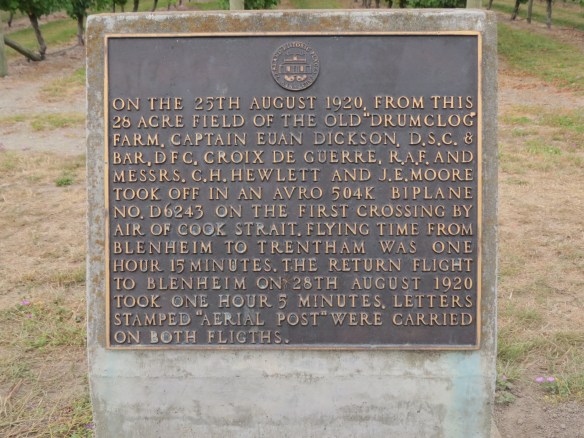 ON THE 25TH AUGUST 1920, FROM THIS
28 ACRE FIELD OF THE OLD "DRUMCLOG"
FARM, CAPTAIN EUAN DICKSON, D.S.C. &
BAR, D F C, CROIX DE GUERRE, R.A.F. AND
MESSRS, C.H. HEWLETT AND J.E. MOORE
TOOK OFF IN AN AVRO 504K BIPLANE
NO. D6243 ON THE FIRST CROSSING BY
AIR OF COOK STRAIT. FLYING TIME FROM
BLENHEIM TO TRENTHAM WAS ONE
HOUR 15 MINUTES. THE RETURN FLIGHT
TO BLENHEIM ON 28TH AUGUST 1920
TOOK ONE HOUR 5 MINUTES, LETTERS
STAMPED "AERIAL POST" WERE CARRIED
ON BOTH FLIGTHS.